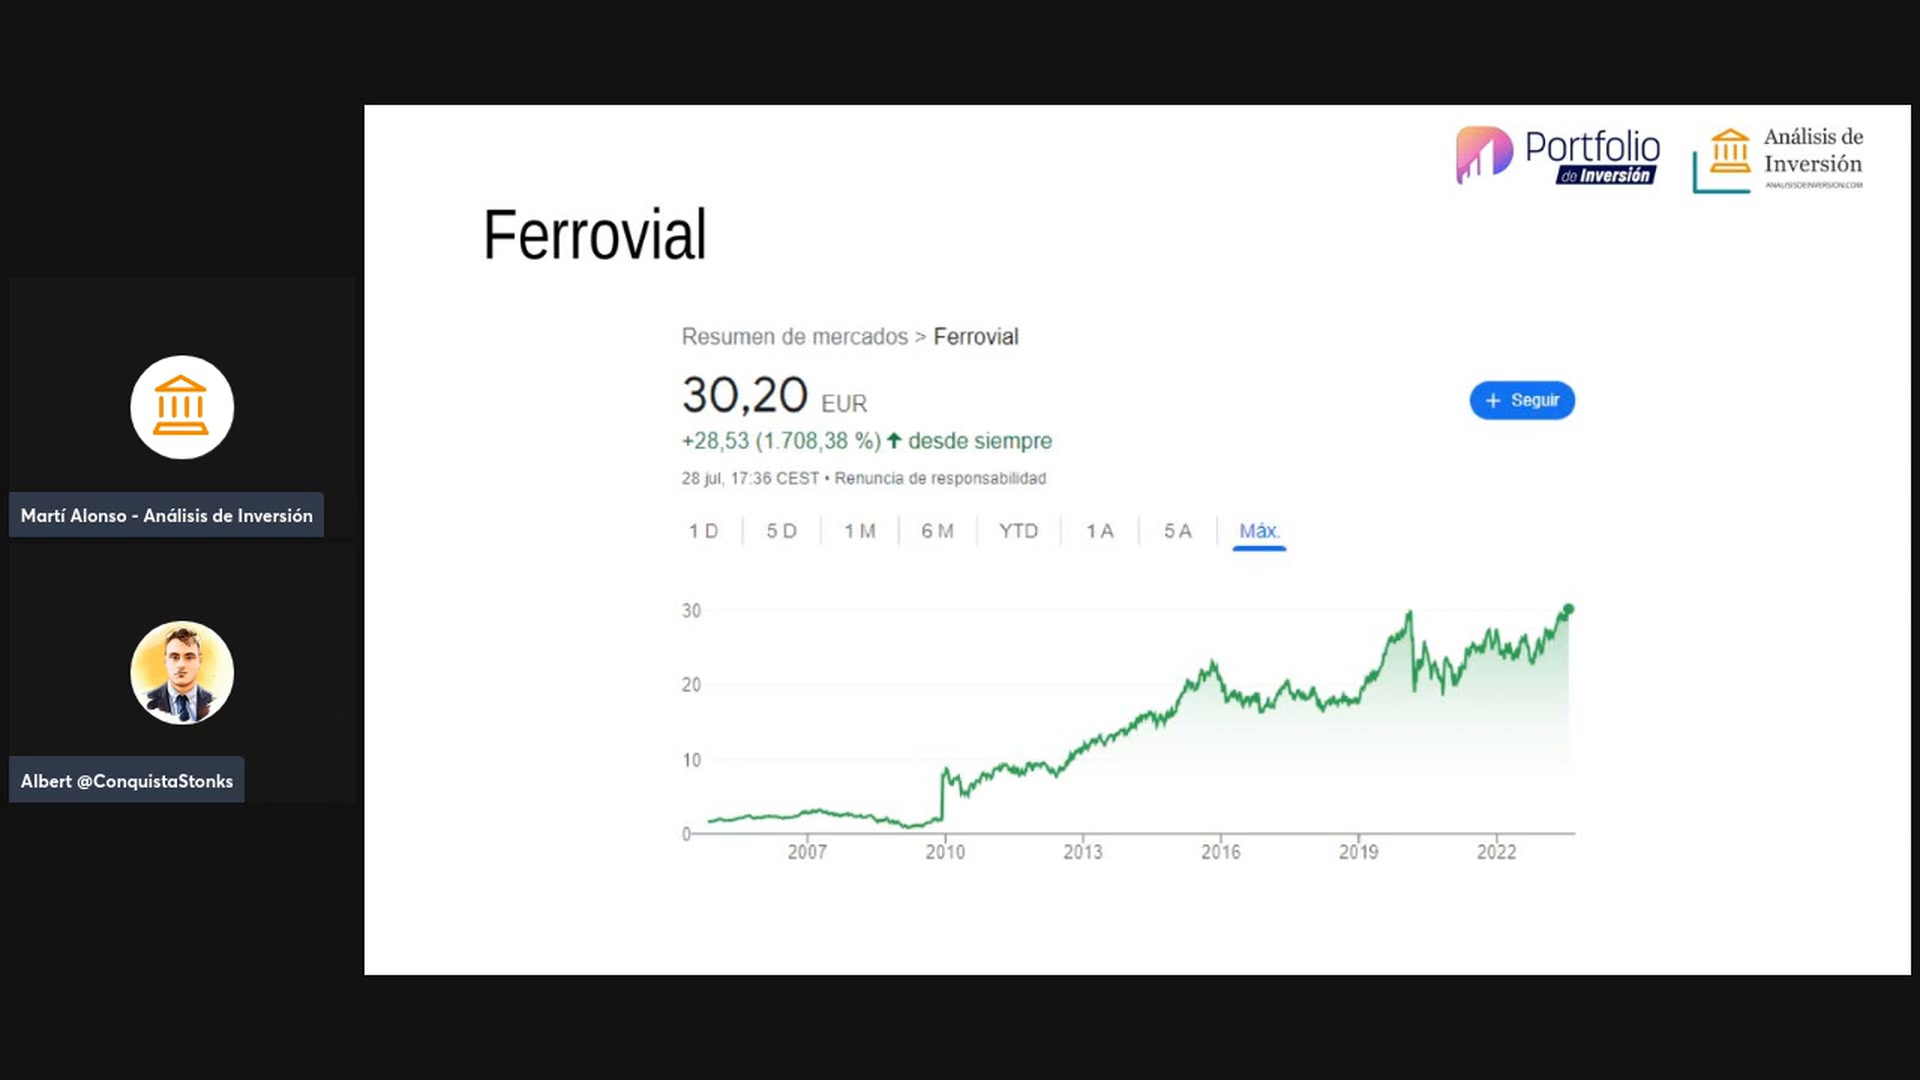 Portfolio
de Inversión
Análisis de
Inversión
ANALISISDEINVERSION.COM
Ferrovial
Resumen de mercados > Ferrovial
30,20 EUR
+ Seguir
+28,53 (1.708,38 %) ↑ desde siempre
28 jul, 17:36 CEST • Renuncia de responsabilidad
1 D 5 D 1 M 6 M YTD 1 A 5 A Máx.
30
20
10
0
2007 2010 2013 2016 2019 2022
Martí Alonso - Análisis de Inversión
Albert @ConquistaStonks